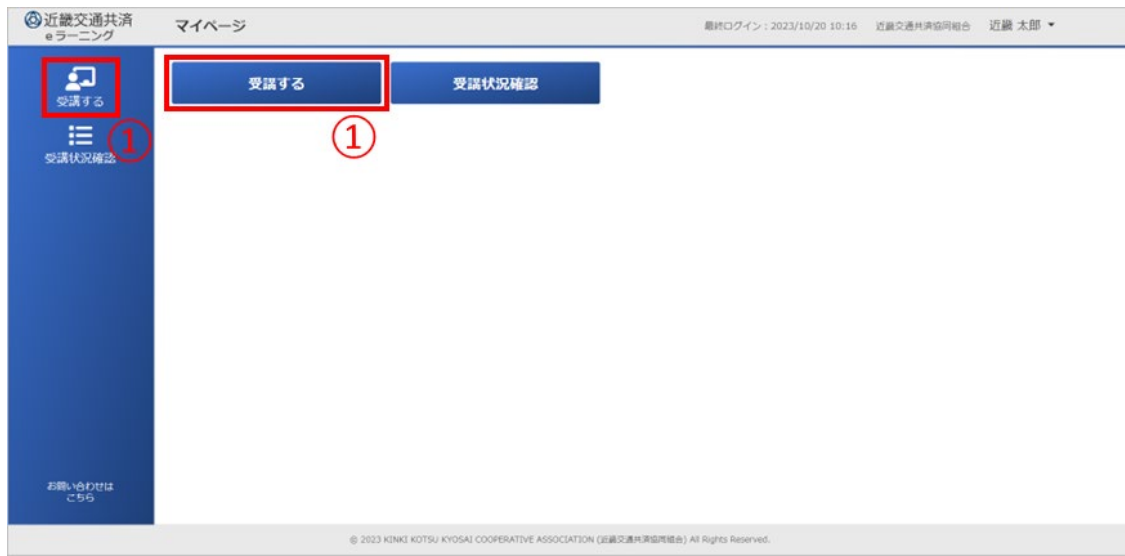 近畿交通共済
eラーニング
マイページ
最終ログイン：2023/10/20 10:16
近畿交通共済協同組合
近畿 太郎
受講する
①
受講状況確認
受講する
①
受講状況確認
お問い合わせは
こちら
© 2023 KINKI KOTSU KYOSAI COOPERATIVE ASSOCIATION (近畿交通共済協同組合) All Rights Reserved.